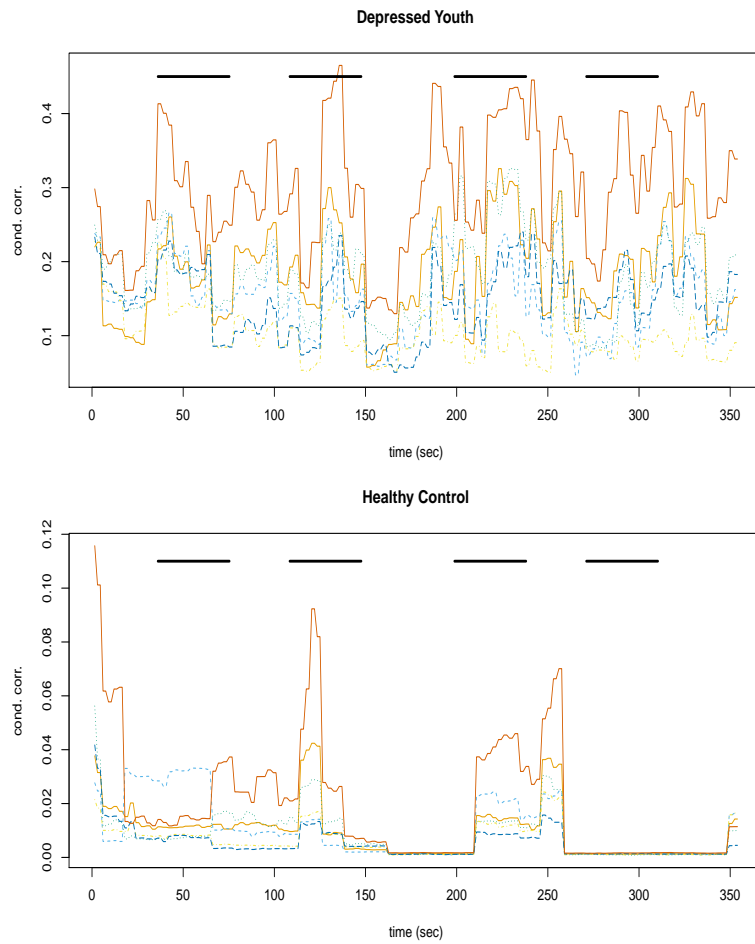 Depressed Youth
cond. corr.
0.4
0.3
0.2
0.1
0 50 100 150 200 250 300 350
time (sec)
Healthy Control
cond. corr.
0.12
0.10
0.08
0.06
0.04
0.02
0.00
0 50 100 150 200 250 300 350
time (sec)